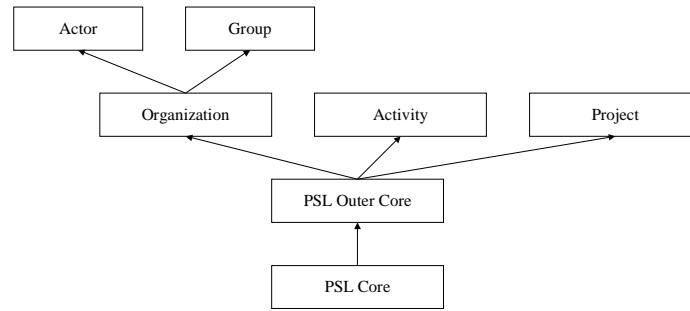 Actor
Group
Organization
Activity
Project
PSL Outer Core
PSL Core